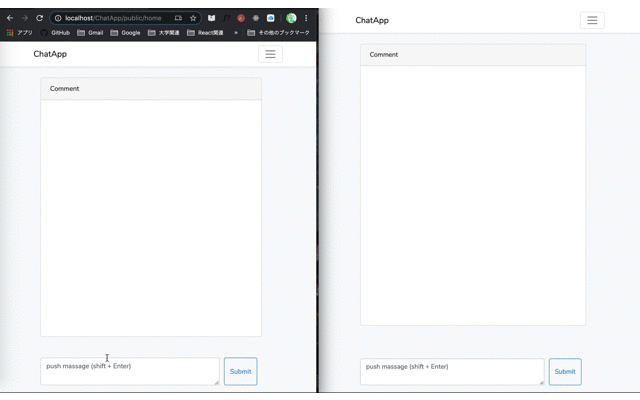 localhost/ChatApp/public/home
アプリ GitHub Gmail Google 大学関連 React関連 » その他のブックマーク
ChatApp
Comment
push massage (shift + Enter)
Submit
ChatApp
Comment
push massage (shift + Enter)
Submit